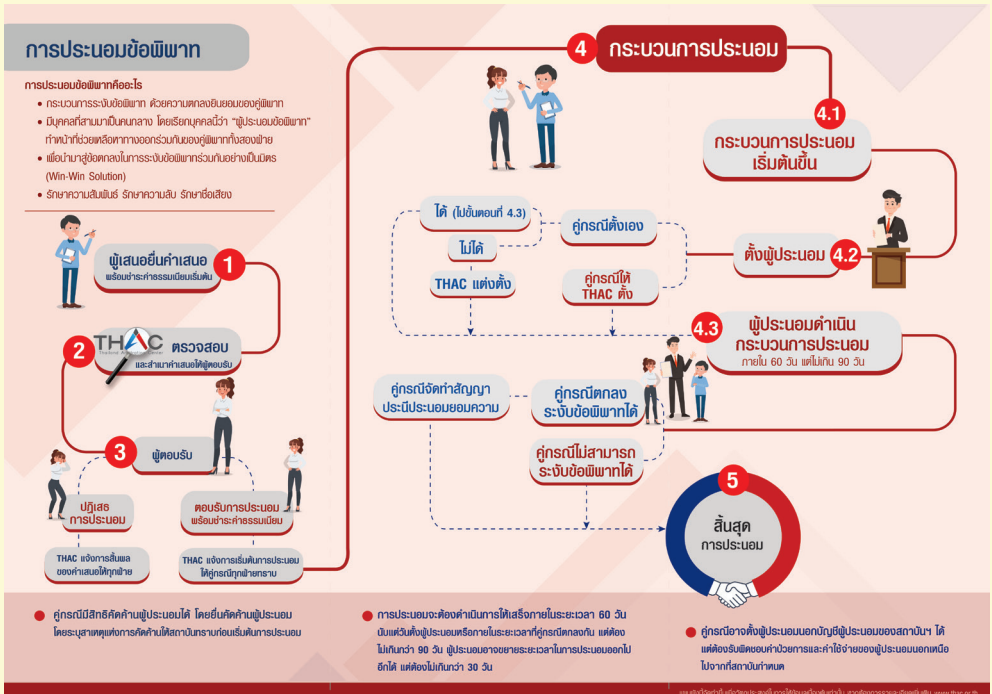 การประนอมข้อพิพาท
การประนอมข้อพิพาทคืออะไร
• กระบวนการระงับข้อพิพาท ด้วยความตกลงยินยอมของคู่พิพาท
• มีบุคคลที่สามมาเป็นคนกลาง โดยเรียกบุคคลนี้ว่า “ผู้ประนอมข้อพิพาท”
ทำหน้าที่ช่วยเหลือหาทางออกร่วมกันของคู่พิพาททั้งสองฝ่าย
• เพื่อนำมาสู่ข้อตกลงในการระงับข้อพิพาทร่วมกันอย่างเป็นมิตร
(Win-Win Solution)
• รักษาความสัมพันธ์ รักษาความลับ รักษาชื่อเสียง
ผู้เสนอยื่นคำเสนอ
พร้อมชำระค่าธรรมเนียมเริ่มต้น
1
2
THAC ตรวจสอบ
และสำเนาคำเสนอให้ผู้ตอบรับ
3
ผู้ตอบรับ
ปฏิเสธ
การประนอม
ตอบรับการประนอม
พร้อมชำระค่าธรรมเนียม
THAC แจ้งการสิ้นผล
ของคำเสนอให้ทุกฝ่าย
THAC แจ้งการเริ่มต้นการประนอม
ให้คู่กรณีทุกฝ่ายทราบ
4 กระบวนการประนอม
4.1
กระบวนการประนอม
เริ่มต้นขึ้น
ตั้งผู้ประนอม 4.2
คู่กรณีตั้งเอง
ได้ (ไปขั้นตอนที่ 4.3)
ไม่ได้
THAC แต่งตั้ง
คู่กรณีให้
THAC ตั้ง
4.3
ผู้ประนอมดำเนิน
กระบวนการประนอม
ภายใน 60 วัน แต่ไม่เกิน 90 วัน
คู่กรณีจัดทำสัญญา
ประนีประนอมยอมความ
คู่กรณีตกลง
ระงับข้อพิพาทได้
คู่กรณีไม่สามารถ
ระงับข้อพิพาทได้
5
สิ้นสุด
การประนอม
คู่กรณีมีสิทธิคัดค้านผู้ประนอมได้ โดยยื่นคัดค้านผู้ประนอม
โดยระบุสาเหตุแห่งการคัดค้านให้สถาบันทราบก่อนเริ่มต้นการประนอม
การประนอมจะต้องดำเนินการให้เสร็จภายในระยะเวลา 60 วัน
นับแต่วันตั้งผู้ประนอมหรือภายในระยะเวลาที่คู่กรณีตกลงกัน แต่ต้อง
ไม่เกินกว่า 90 วัน ผู้ประนอมอาจขยายระยะเวลาในการประนอมออกไป
อีกได้ แต่ต้องไม่เกินกว่า 30 วัน
คู่กรณีอาจตั้งผู้ประนอมนอกบัญชีผู้ประนอมของสถาบันฯ ได้
แต่ต้องรับผิดชอบค่าป่วยการและค่าใช้จ่ายของผู้ประนอมนอกเหนือ
ไปจากที่สถาบันกำหนด